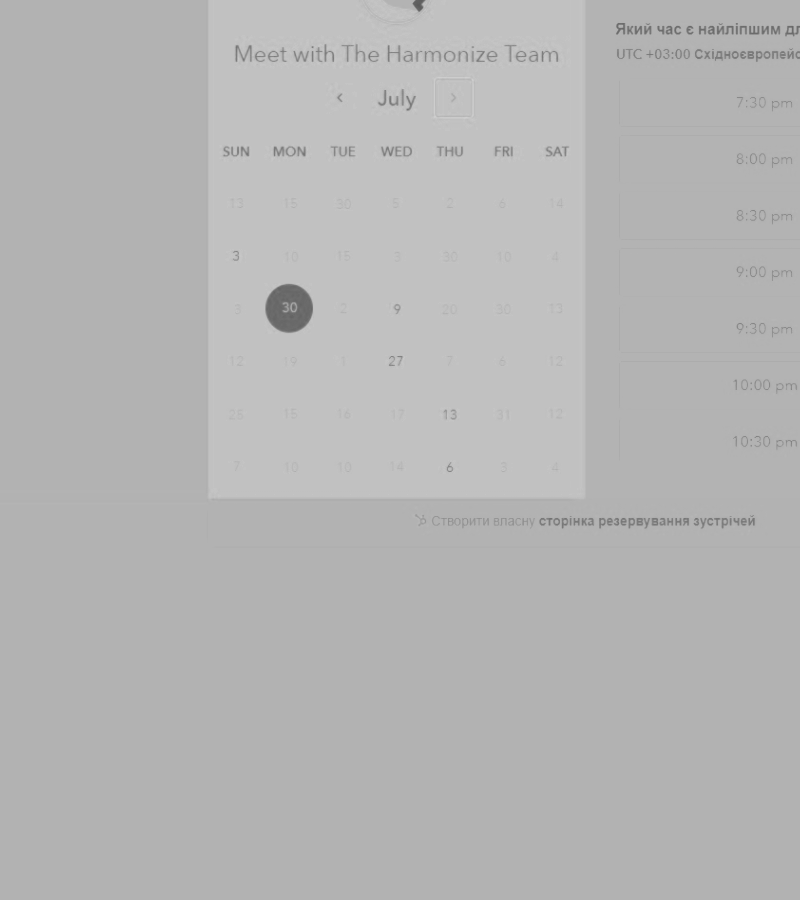 Meet with The Harmonize Team
July
SUN MON TUE WED THU FRI SAT
13 15 30 5 2 6 14
3 10 15 3 30 10 4
3 30 2 9 20 30 13
12 19 1 27 7 6 12
25 15 16 17 13 31 12
7 10 10 14 6 3 4
Який час є найліпшим
UTC +03:00
7:30 pm
8:00 pm
8:30 pm
9:00 pm
9:30 pm
10:00 pm
10:30 pm
Створити власну сторінка резервування зустрічей